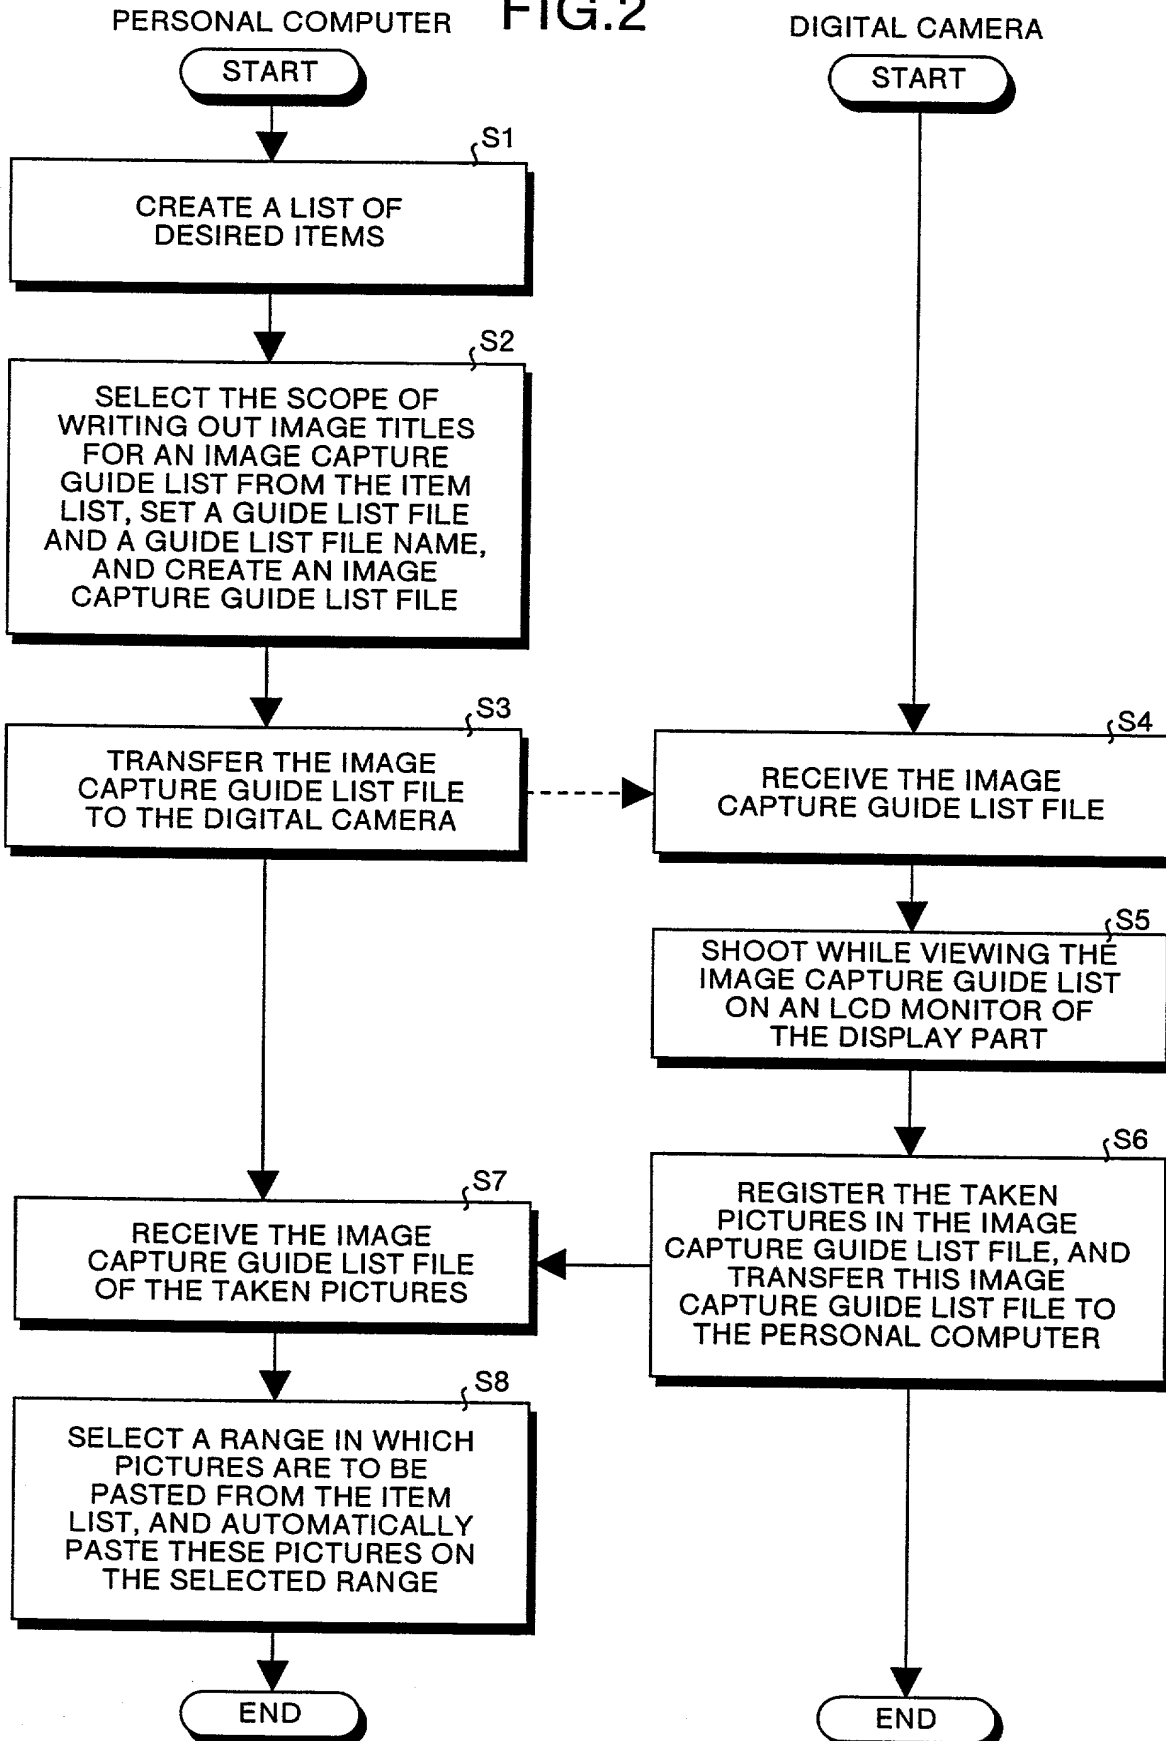 FIG.2
PERSONAL COMPUTER
DIGITAL CAMERA
START
START
S1
CREATE A LIST OF
DESIRED ITEMS
S2
SELECT THE SCOPE OF
WRITING OUT IMAGE TITLES
FOR AN IMAGE CAPTURE
GUIDE LIST FROM THE ITEM
LIST, SET A GUIDE LIST FILE
AND A GUIDE LIST FILE NAME,
AND CREATE AN IMAGE
CAPTURE GUIDE LIST FILE
S3
TRANSFER THE IMAGE
CAPTURE GUIDE LIST FILE
TO THE DIGITAL CAMERA
S4
RECEIVE THE IMAGE
CAPTURE GUIDE LIST FILE
S5
SHOOT WHILE VIEWING THE
IMAGE CAPTURE GUIDE LIST
ON AN LCD MONITOR OF
THE DISPLAY PART
S6
REGISTER THE TAKEN
PICTURES IN THE IMAGE
CAPTURE GUIDE LIST FILE, AND
TRANSFER THIS IMAGE
CAPTURE GUIDE LIST FILE TO
THE PERSONAL COMPUTER
S7
RECEIVE THE IMAGE
CAPTURE GUIDE LIST FILE
OF THE TAKEN PICTURES
S8
SELECT A RANGE IN WHICH
PICTURES ARE TO BE
PASTED FROM THE ITEM
LIST, AND AUTOMATICALLY
PASTE THESE PICTURES ON
THE SELECTED RANGE
END
END